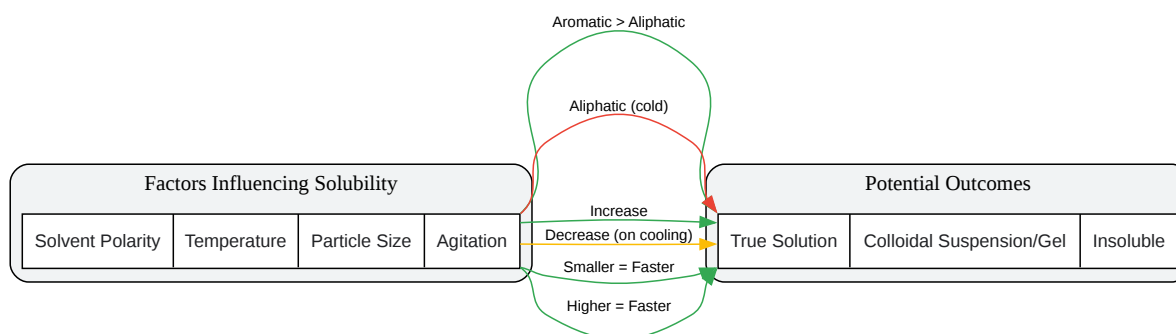 Aromatic > Aliphatic
Aliphatic (cold)
Factors Influencing Solubility
Potential Outcomes
Solvent Polarity
Temperature
Particle Size
Agitation
Increase
Decrease (on cooling)
Smaller = Faster
Higher = Faster
True Solution
Colloidal Suspension/Gel
Insoluble